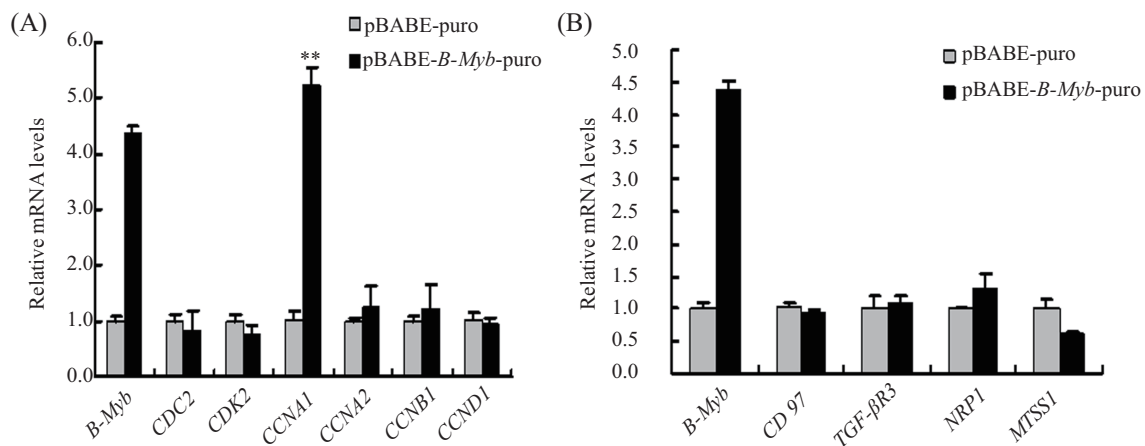 (A)
6.0
5.0
4.0
3.0
2.0
1.0
0.0
Relative mRNA levels
**
pBABE-puro
pBABE-B-Myb-puro
B-Myb
CDC2
CDK2
CCNA1
CCNA2
CCNB1
CCND1
(B)
5.0
4.5
4.0
3.5
3.0
2.5
2.0
1.5
1.0
0.5
0.0
Relative mRNA levels
pBABE-puro
pBABE-B-Myb-puro
B-Myb
CD 97
TGF-βR3
NRP1
MTSS1